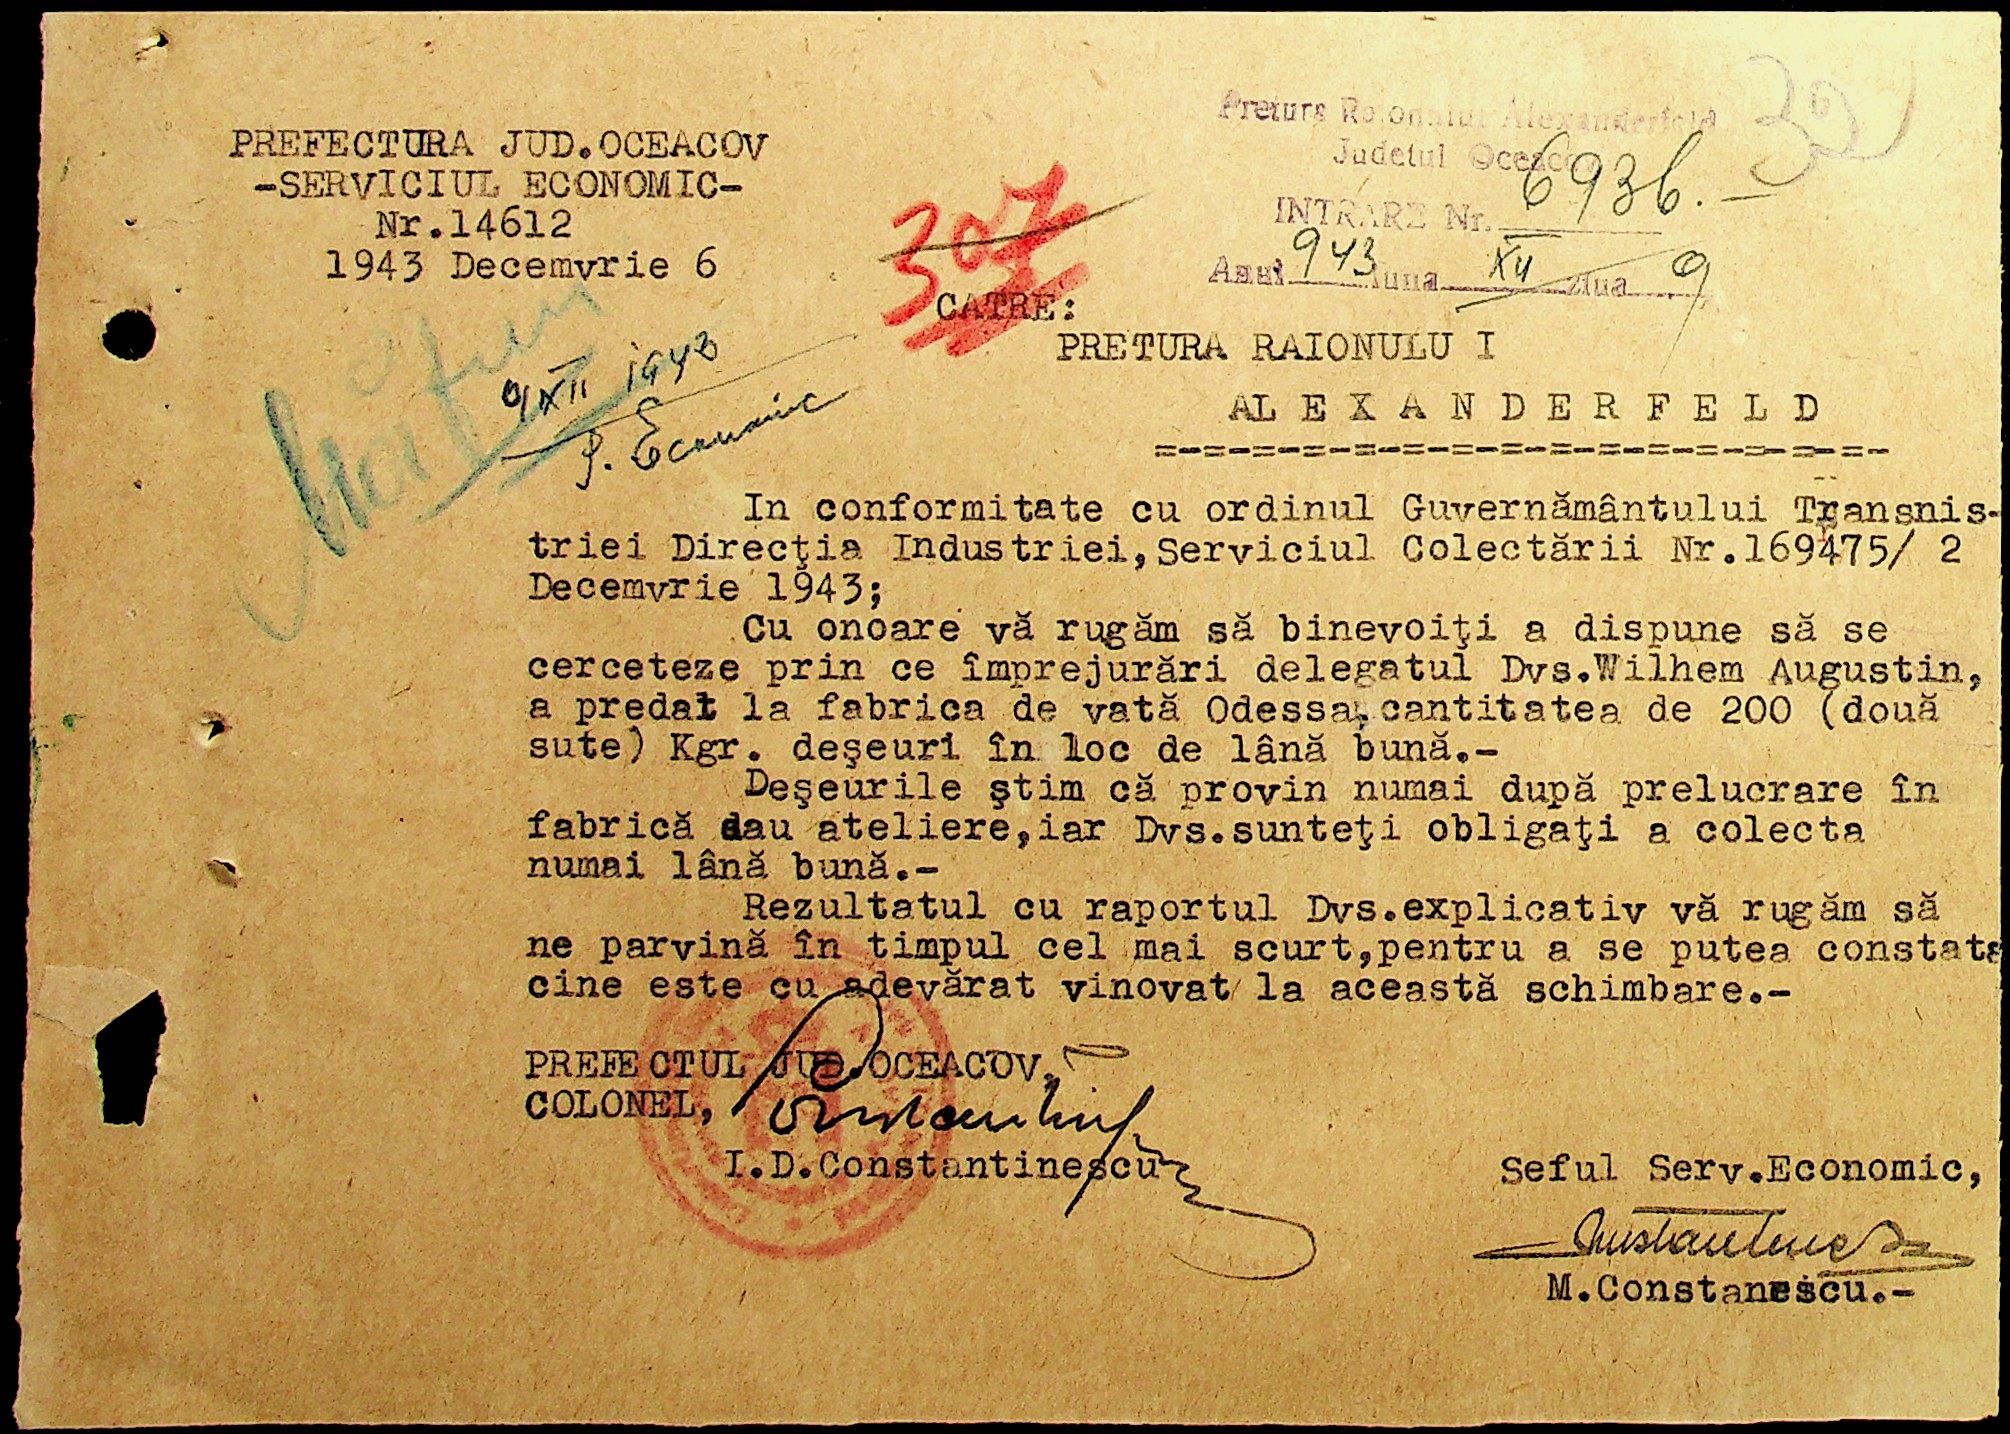 Pretura Raionului Alexanderfeld
Judetul Oceacov
INTRARE Nr. 6936.-
Anul 943 luna XII ziua 9
PREFECTURA JUD.OCEACOV
-SERVICIUL ECONOMIC-
Nr.14612
1943 Decemvrie 6
307
9/XII 1943
S. Economic
CATRE:
PRETURA RAIONULU I
AL E X A N D E R F E L D
In conformitate cu ordinul Guvernământului Transnis-
triei Direcţia Industriei,Serviciul Colectării Nr.169475/ 2
Decemvrie 1943;
Cu onoare vă rugăm să binevoiţi a dispune să se
cerceteze prin ce împrejurări delegatul Dvs.Wilhem Augustin,
a predat la fabrica de vată Odessa,cantitatea de 200 (două
sute) Kgr. deşeuri în loc de lână bună.-
Deşeurile ştim că provin numai după prelucrare în
fabrică sau ateliere,iar Dvs.sunteţi obligaţi a colecta
numai lână bună.-
Rezultatul cu raportul Dvs.explicativ vă rugăm să
ne parvină în timpul cel mai scurt,pentru a se putea constata
cine este cu adevărat vinovat la această schimbare.-
PREFECTUL JUD.OCEACOV,
COLONEL,
I.D.Constantinescu
Seful Serv.Economic,
M.Constanescu.-